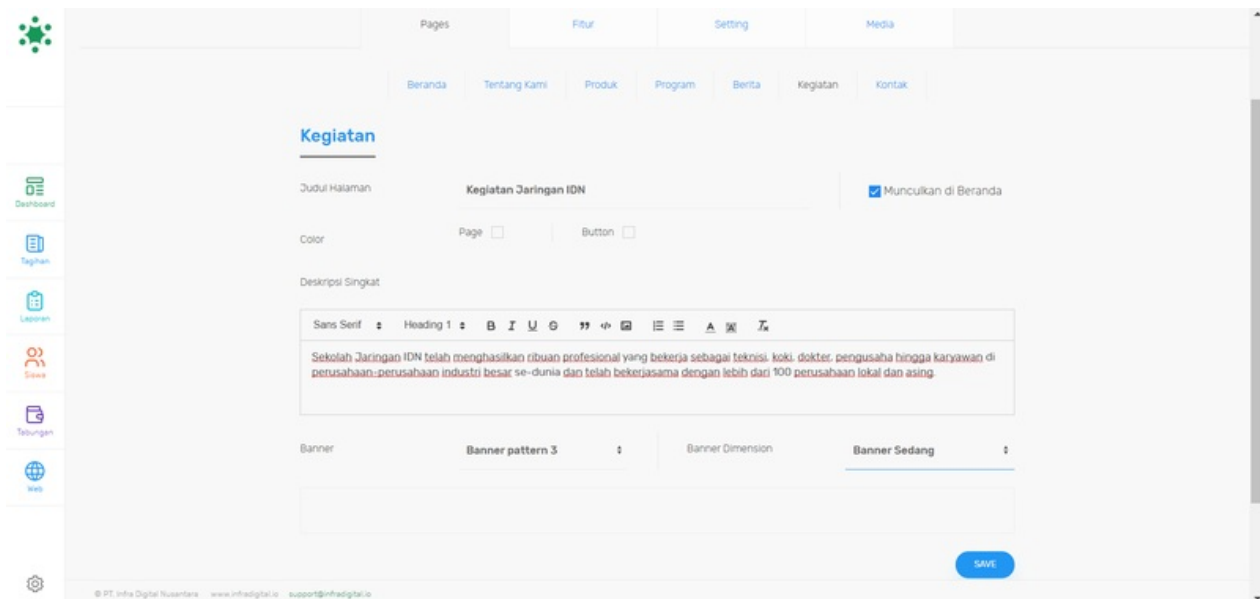 Pages Fitur Setting Media
Beranda Tentang Kami Produk Program Berita Kegiatan Kontak
Kegiatan
Judul Halaman Kegiatan Jaringan IDN Munculkan di Beranda
Color Page Button
Deskripsi Singkat
Sans Serif Heading 1 B I U S
Sekolah Jaringan IDN telah menghasilkan ribuan profesional yang bekerja sebagai teknisi, koki, dokter, pengusaha hingga karyawan di
perusahaan-perusahaan industri besar se-dunia dan telah bekerjasama dengan lebih dari 100 perusahaan lokal dan asing.
Banner Banner pattern 3 Banner Dimension Banner Sedang
SAVE
Dashboard
Tagihan
Laporan
Siswa
Tabungan
Web
© PT. Infra Digital Nusantara www.infradigital.io support@infradigital.io